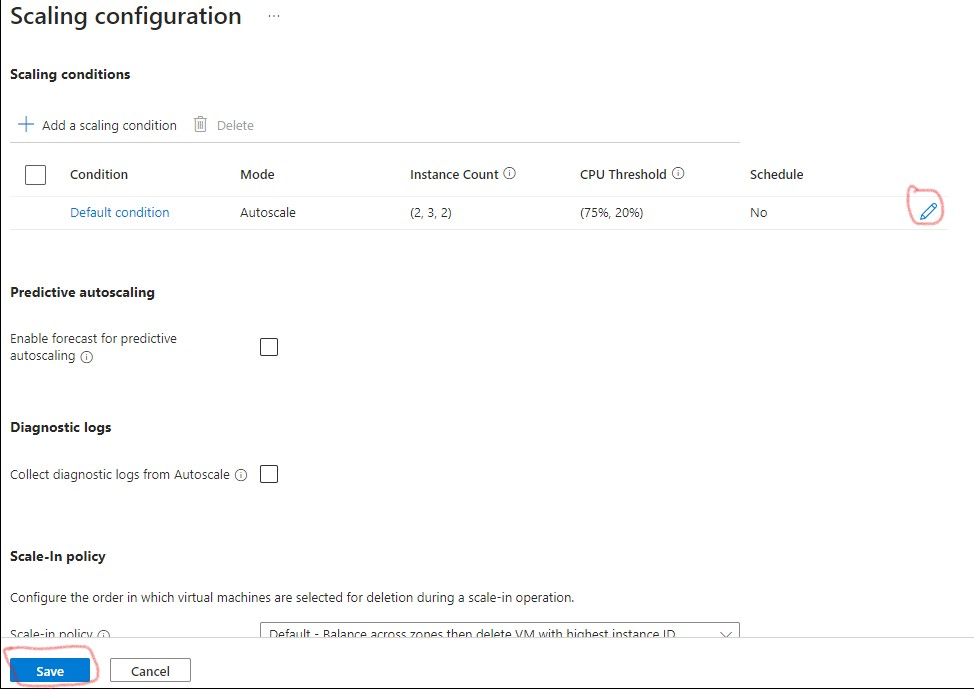 Scaling configuration ...
Scaling conditions
Add a scaling condition Delete
Condition Mode Instance Count CPU Threshold Schedule
Default condition Autoscale (2, 3, 2) (75%, 20%) No
Predictive autoscaling
Enable forecast for predictive
autoscaling
Diagnostic logs
Collect diagnostic logs from Autoscale
Scale-In policy
Configure the order in which virtual machines are selected for deletion during a scale-in operation.
Scale-in policy Default - Balance across zones then delete VM with highest instance ID
Save Cancel